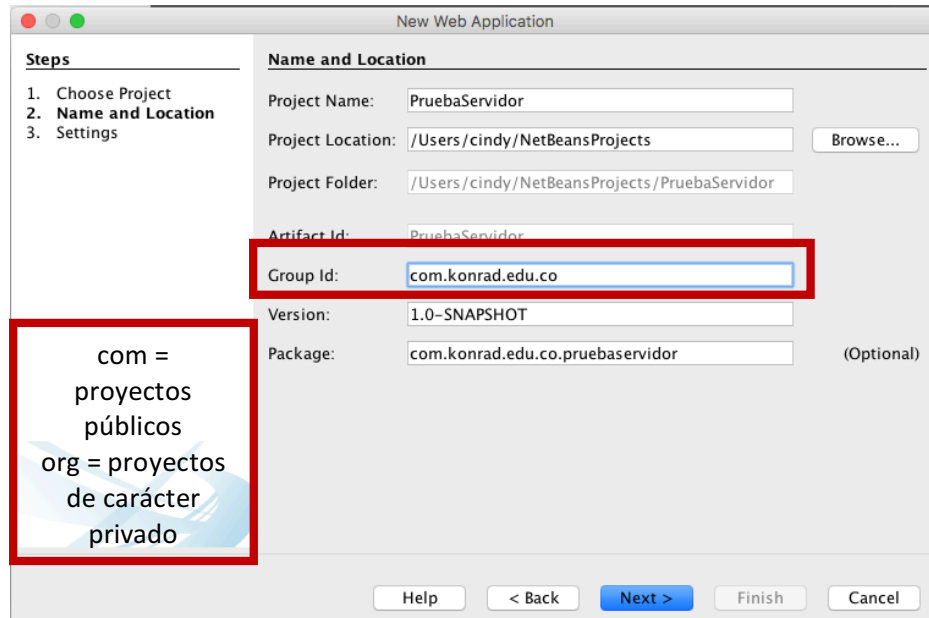 New Web Application
Steps
1. Choose Project
2. Name and Location
3. Settings
Name and Location
Project Name: PruebaServidor
Project Location: /Users/cindy/NetBeansProjects Browse...
Project Folder: /Users/cindy/NetBeansProjects/PruebaServidor
Artifact Id: PruebaServidor
Group Id: com.konrad.edu.co
Version: 1.0-SNAPSHOT
Package: com.konrad.edu.co.pruebaservidor (Optional)
com =
proyectos
públicos
org = proyectos
de carácter
privado
Help < Back Next > Finish Cancel